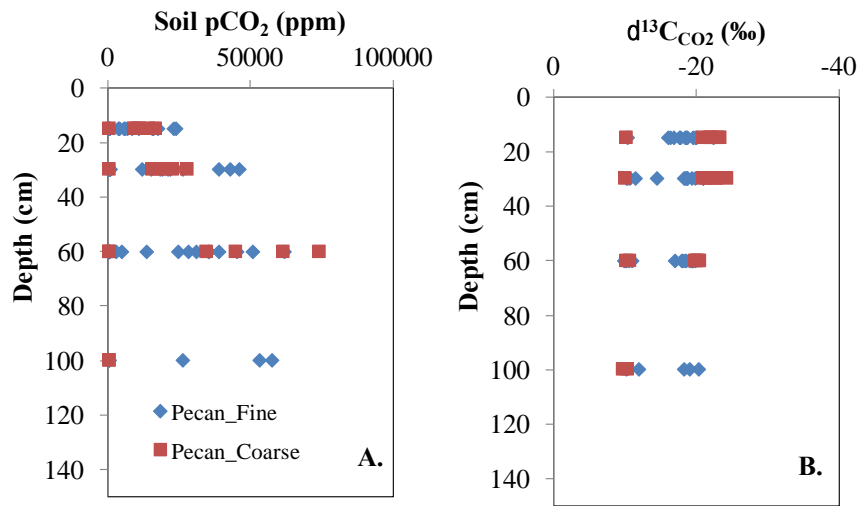 Soil pCO₂ (ppm)
0 50000 100000
0
20
40
60
80
100
120
140
Depth (cm)
Pecan_Fine
Pecan_Coarse
A.
d¹³C_CO2 (‰)
0 -20 -40
0
20
40
60
80
100
120
140
Depth (cm)
B.